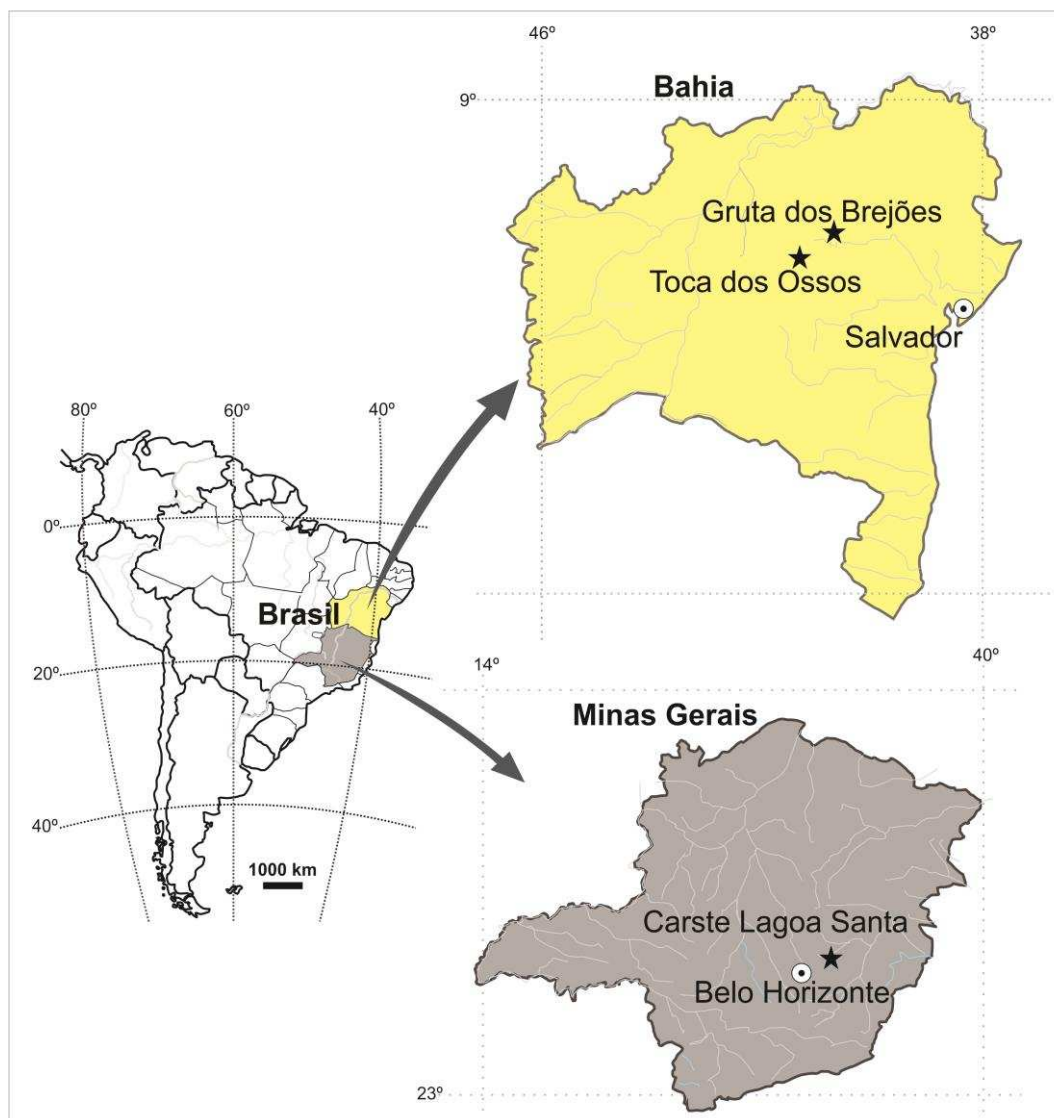 46º
38º
Bahia
9º
Gruta dos Brejões
Toca dos Ossos
Salvador
80º
60º
40º
0º
Brasil
20º
14º
40º
Minas Gerais
40º
1000 km
Carste Lagoa Santa
Belo Horizonte
23º